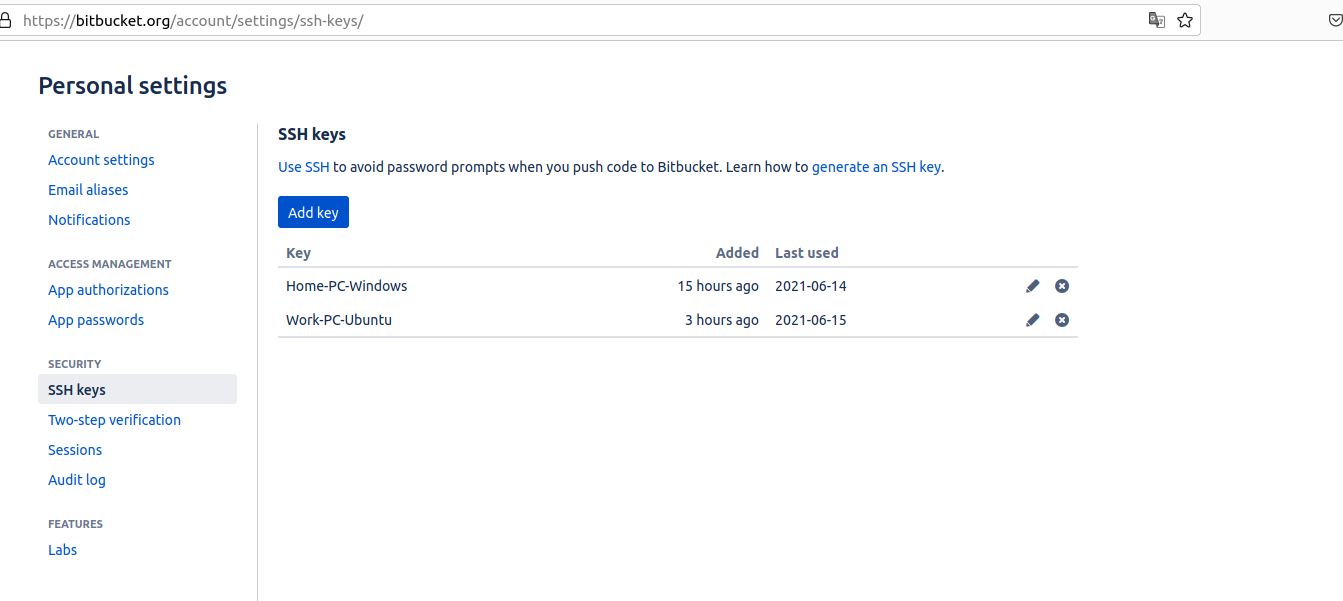 https://bitbucket.org/account/settings/ssh-keys/
Personal settings
GENERAL
Account settings
Email aliases
Notifications
ACCESS MANAGEMENT
App authorizations
App passwords
SECURITY
SSH keys
Two-step verification
Sessions
Audit log
FEATURES
Labs
SSH keys
Use SSH to avoid password prompts when you push code to Bitbucket. Learn how to generate an SSH key.
Add key
Key Added Last used
Home-PC-Windows 15 hours ago 2021-06-14
Work-PC-Ubuntu 3 hours ago 2021-06-15